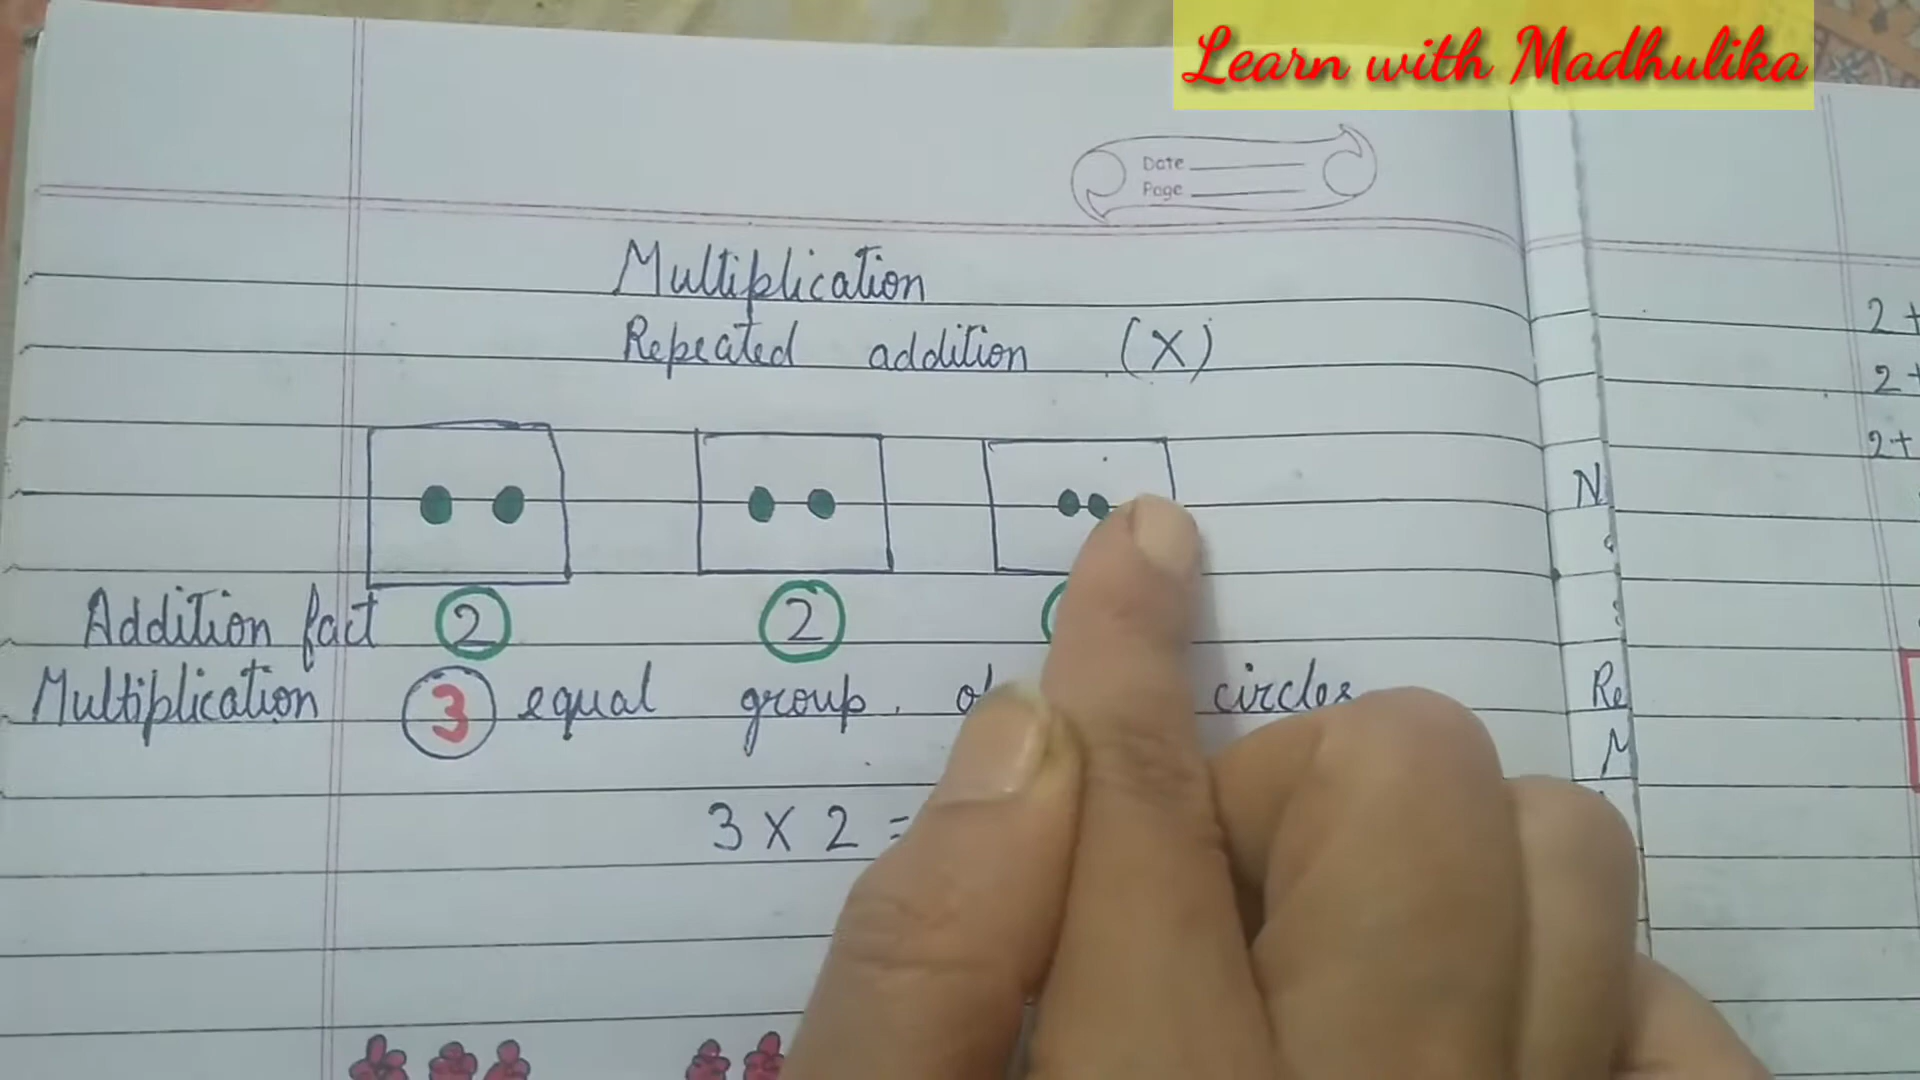 Learn with Madhulika
Date
Page
Multiplication
Repeated addition (X)
Addition fact 2 2
Multiplication 3 equal group. circles
3 X 2 =
2+
2+
2+
N
Re
M